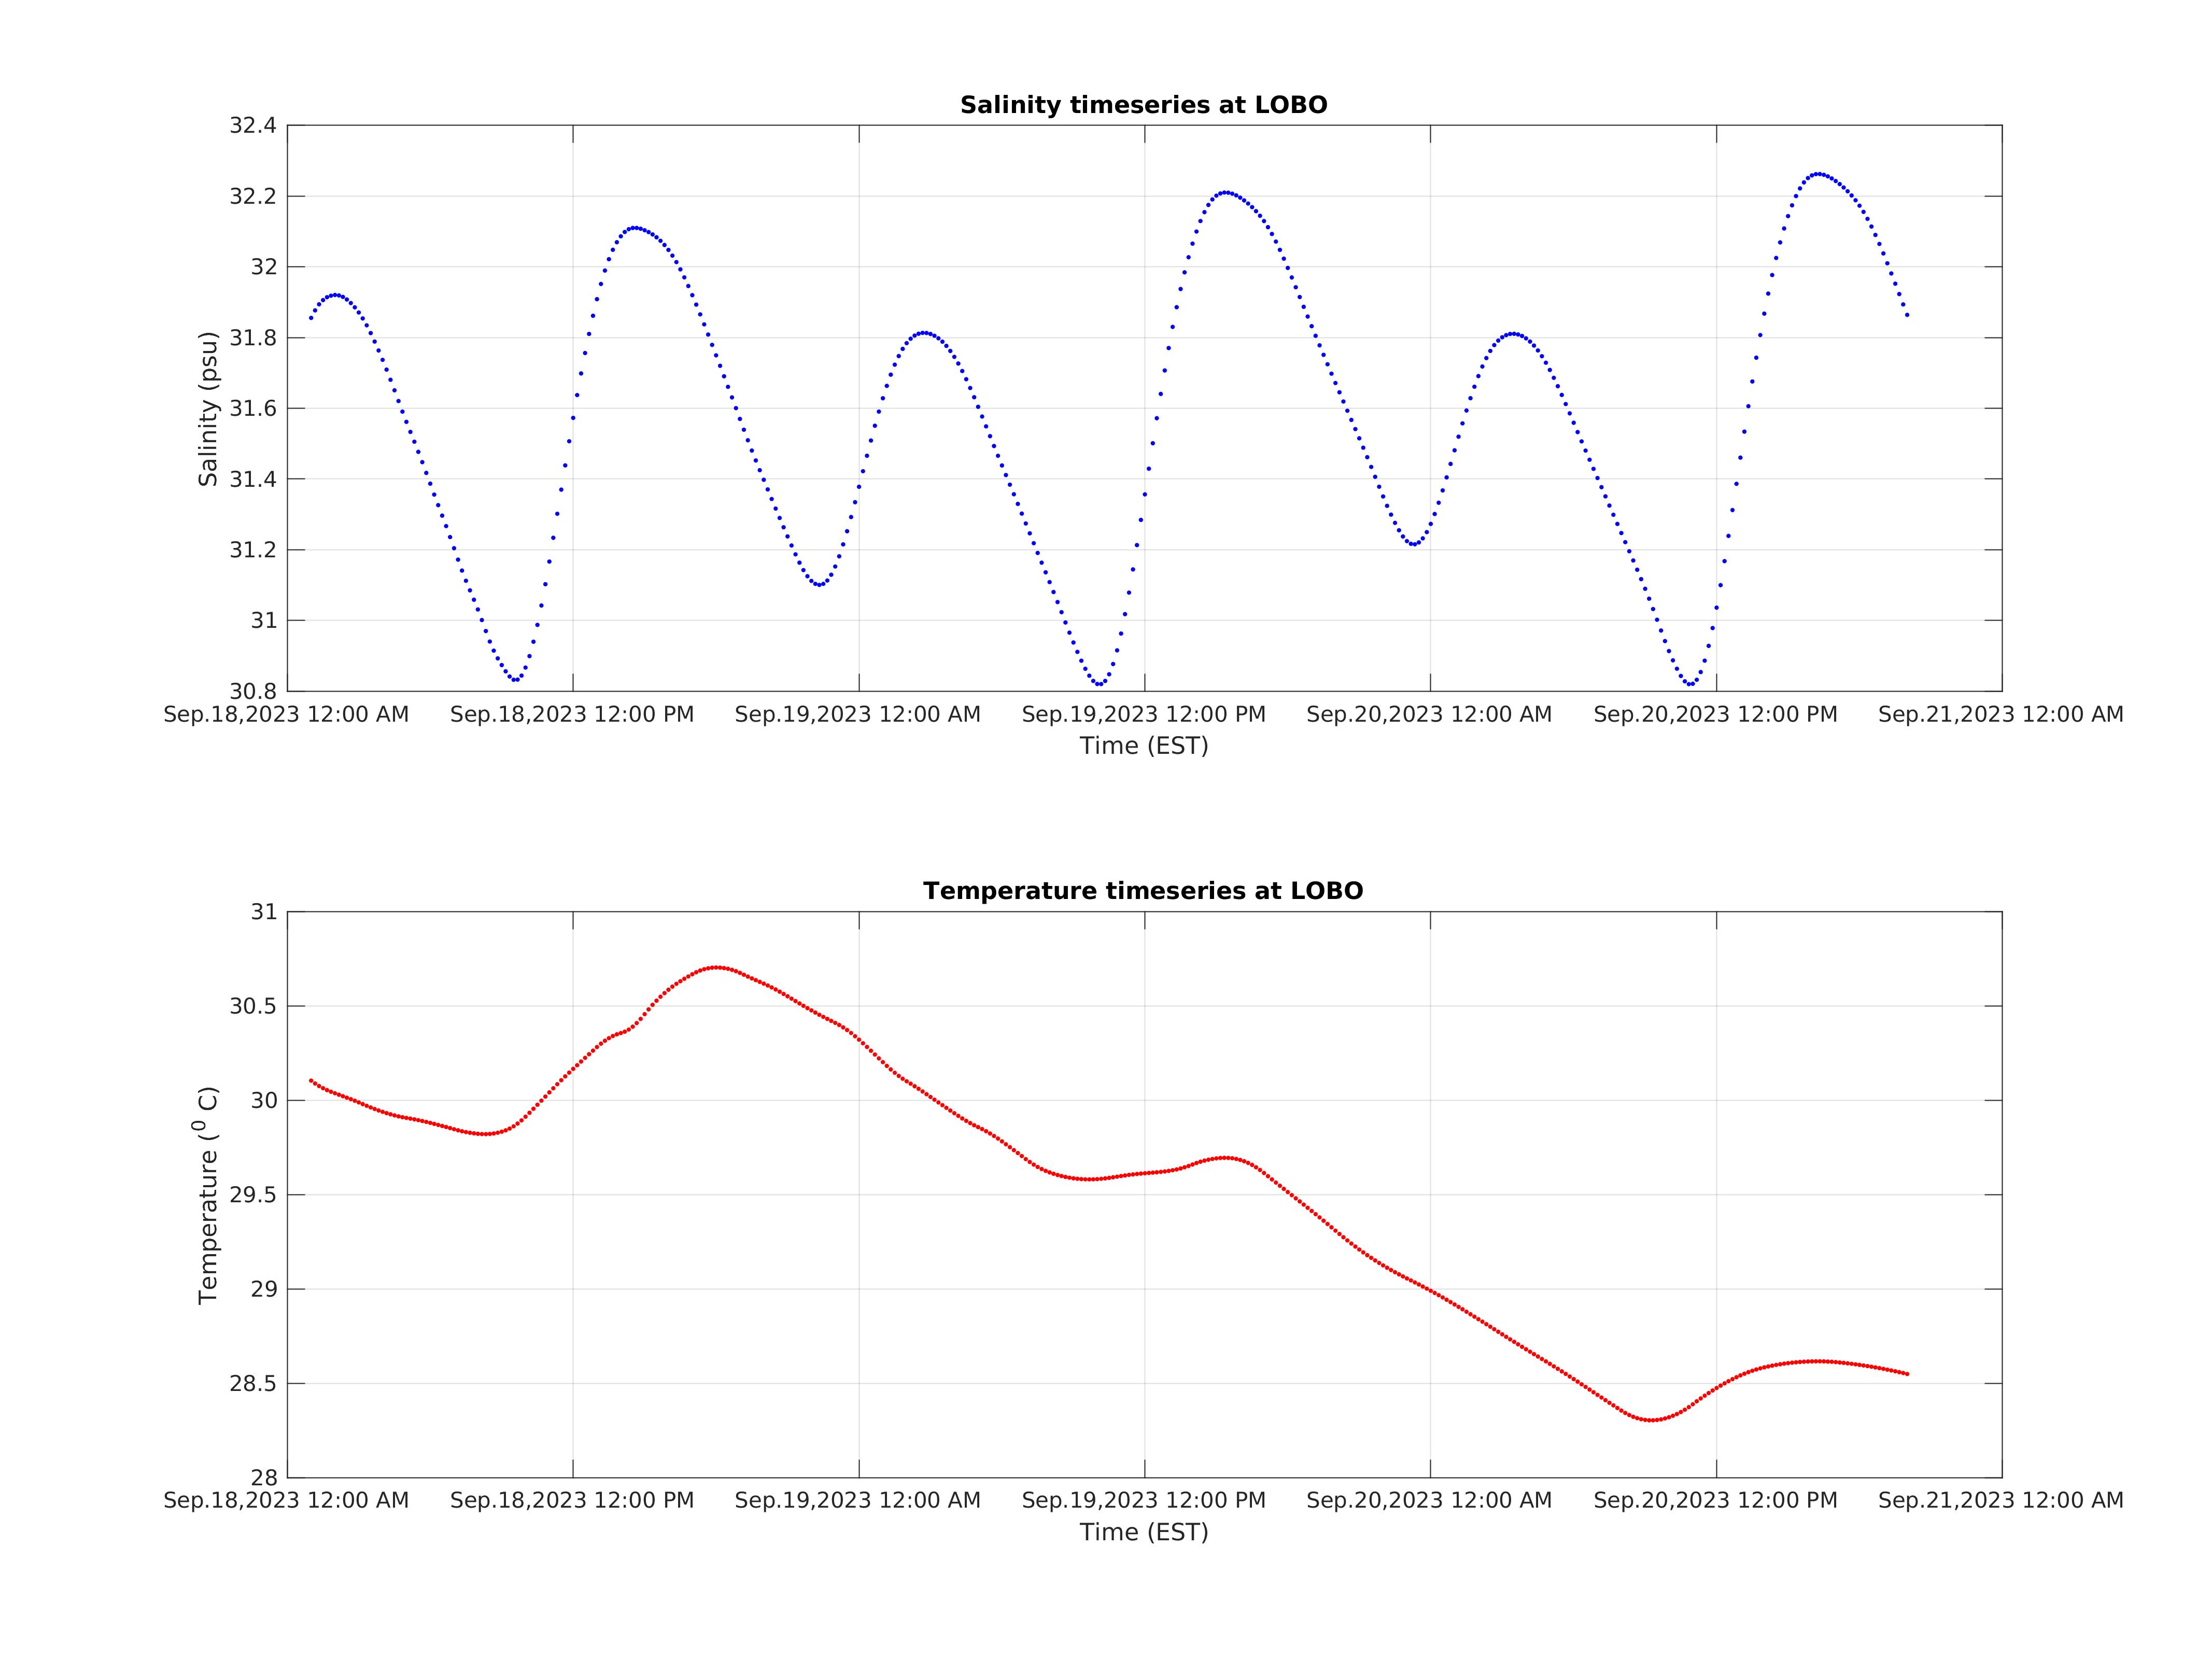 Salinity timeseries at LOBO
32.4
32.2
32
31.8
31.6
31.4
31.2
31
30.8
Salinity (psu)
Sep.18,2023 12:00 AM Sep.18,2023 12:00 PM Sep.19,2023 12:00 AM Sep.19,2023 12:00 PM Sep.20,2023 12:00 AM Sep.20,2023 12:00 PM Sep.21,2023 12:00 AM
Time (EST)
Temperature timeseries at LOBO
31
30.5
30
29.5
29
28.5
28
Temperature (⁰ C)
Sep.18,2023 12:00 AM Sep.18,2023 12:00 PM Sep.19,2023 12:00 AM Sep.19,2023 12:00 PM Sep.20,2023 12:00 AM Sep.20,2023 12:00 PM Sep.21,2023 12:00 AM
Time (EST)